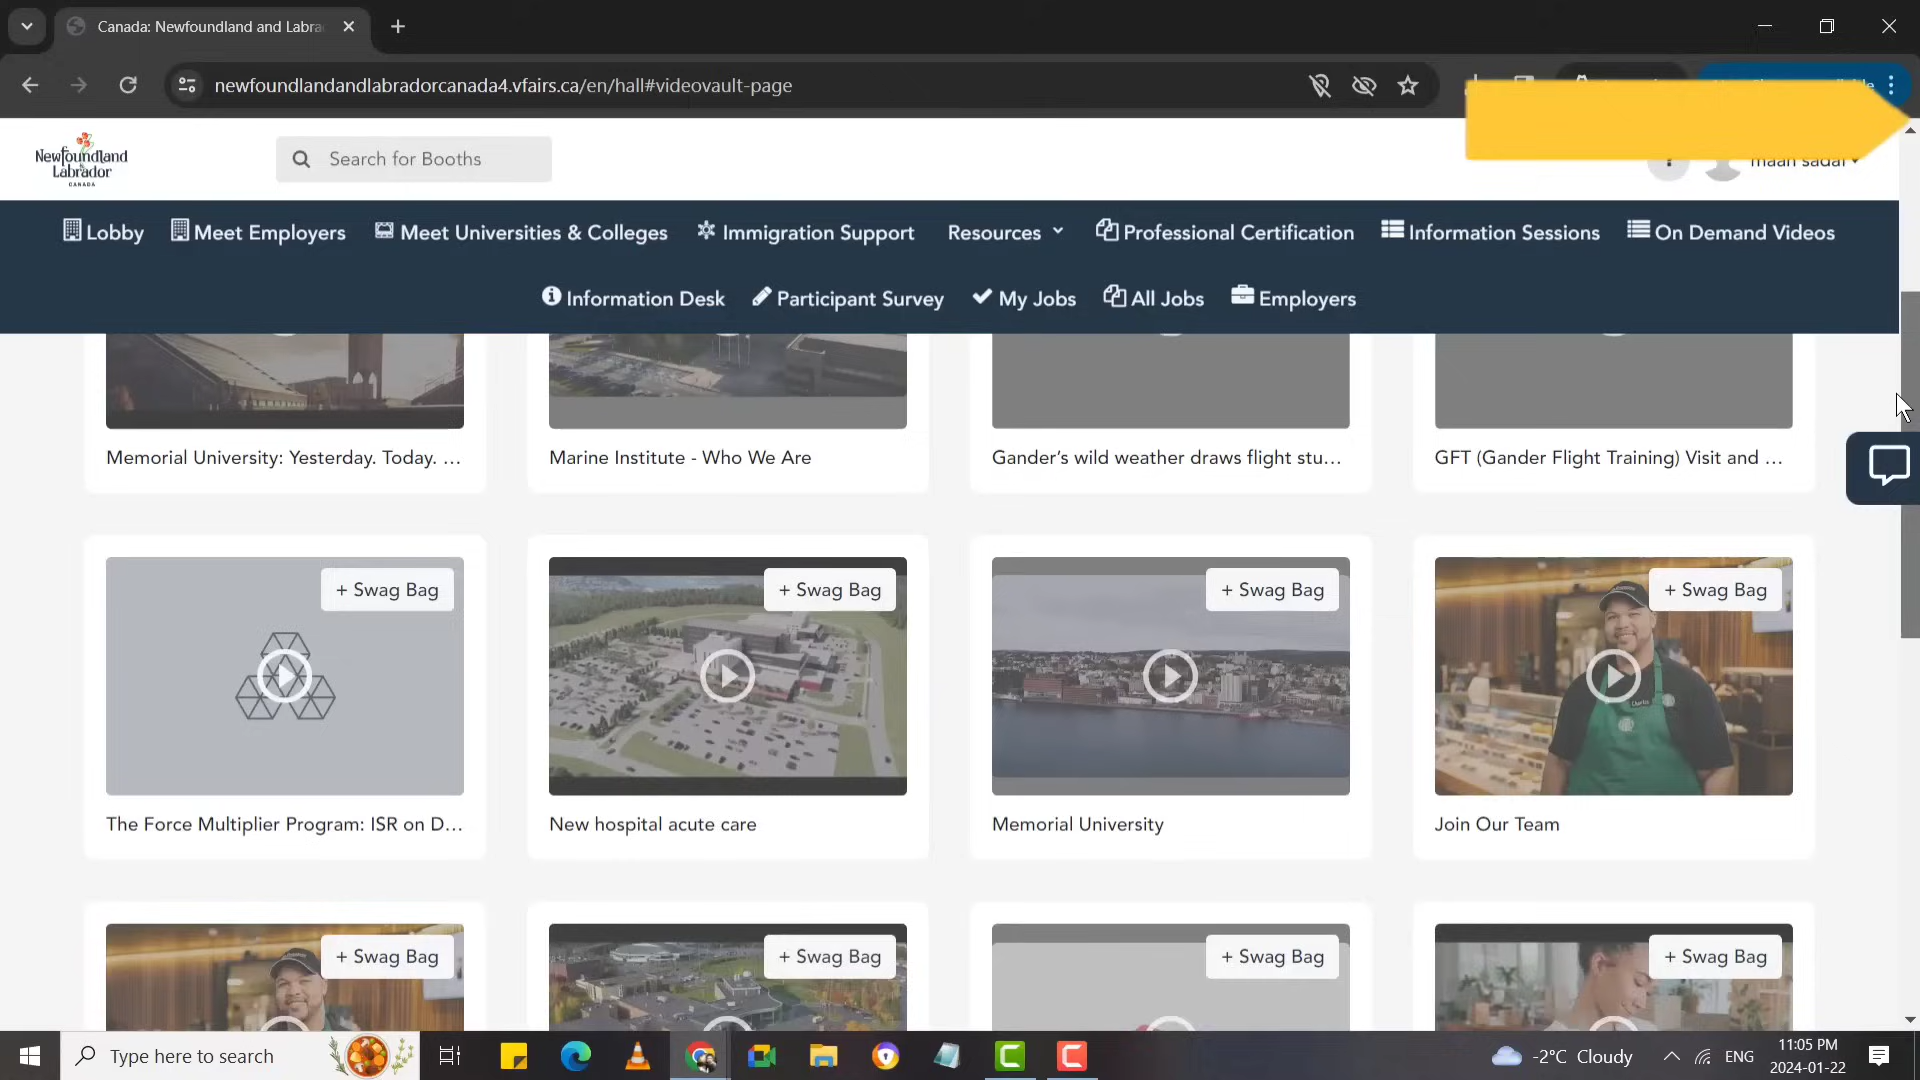 Canada: Newfoundland and Labra
newfoundlandandlabradorcanada4.vfairs.ca/en/hall#videovault-page
Newfoundland
Labrador
CANADA
Search for Booths
maan sadat
Lobby
Meet Employers
Meet Universities & Colleges
Immigration Support
Resources
Professional Certification
Information Sessions
On Demand Videos
Information Desk
Participant Survey
My Jobs
All Jobs
Employers
Memorial University: Yesterday. Today. ...
Marine Institute - Who We Are
Gander’s wild weather draws flight stu...
GFT (Gander Flight Training) Visit and ...
+ Swag Bag
+ Swag Bag
+ Swag Bag
+ Swag Bag
The Force Multiplier Program: ISR on D...
New hospital acute care
Memorial University
Join Our Team
+ Swag Bag
+ Swag Bag
+ Swag Bag
+ Swag Bag
Type here to search
-2°C Cloudy
ENG
11:05 PM
2024-01-22